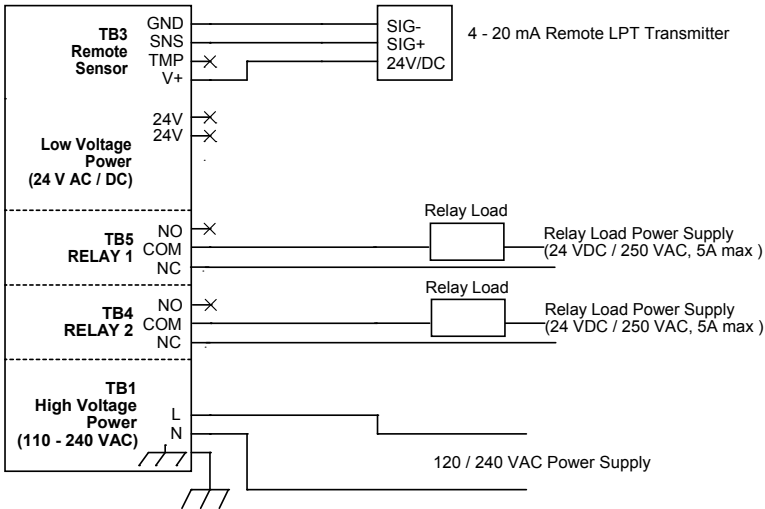 TB3
Remote
Sensor
GND
SNS
TMP
V+
SIG-
SIG+
24V/DC
4 - 20 mA Remote LPT Transmitter
24V
24V
Low Voltage
Power
(24 V AC / DC)
TB5
RELAY 1
NO
COM
NC
Relay Load
Relay Load Power Supply
(24 VDC / 250 VAC, 5A max )
TB4
RELAY 2
NO
COM
NC
Relay Load
Relay Load Power Supply
(24 VDC / 250 VAC, 5A max )
TB1
High Voltage
Power
(110 - 240 VAC)
L
N
120 / 240 VAC Power Supply